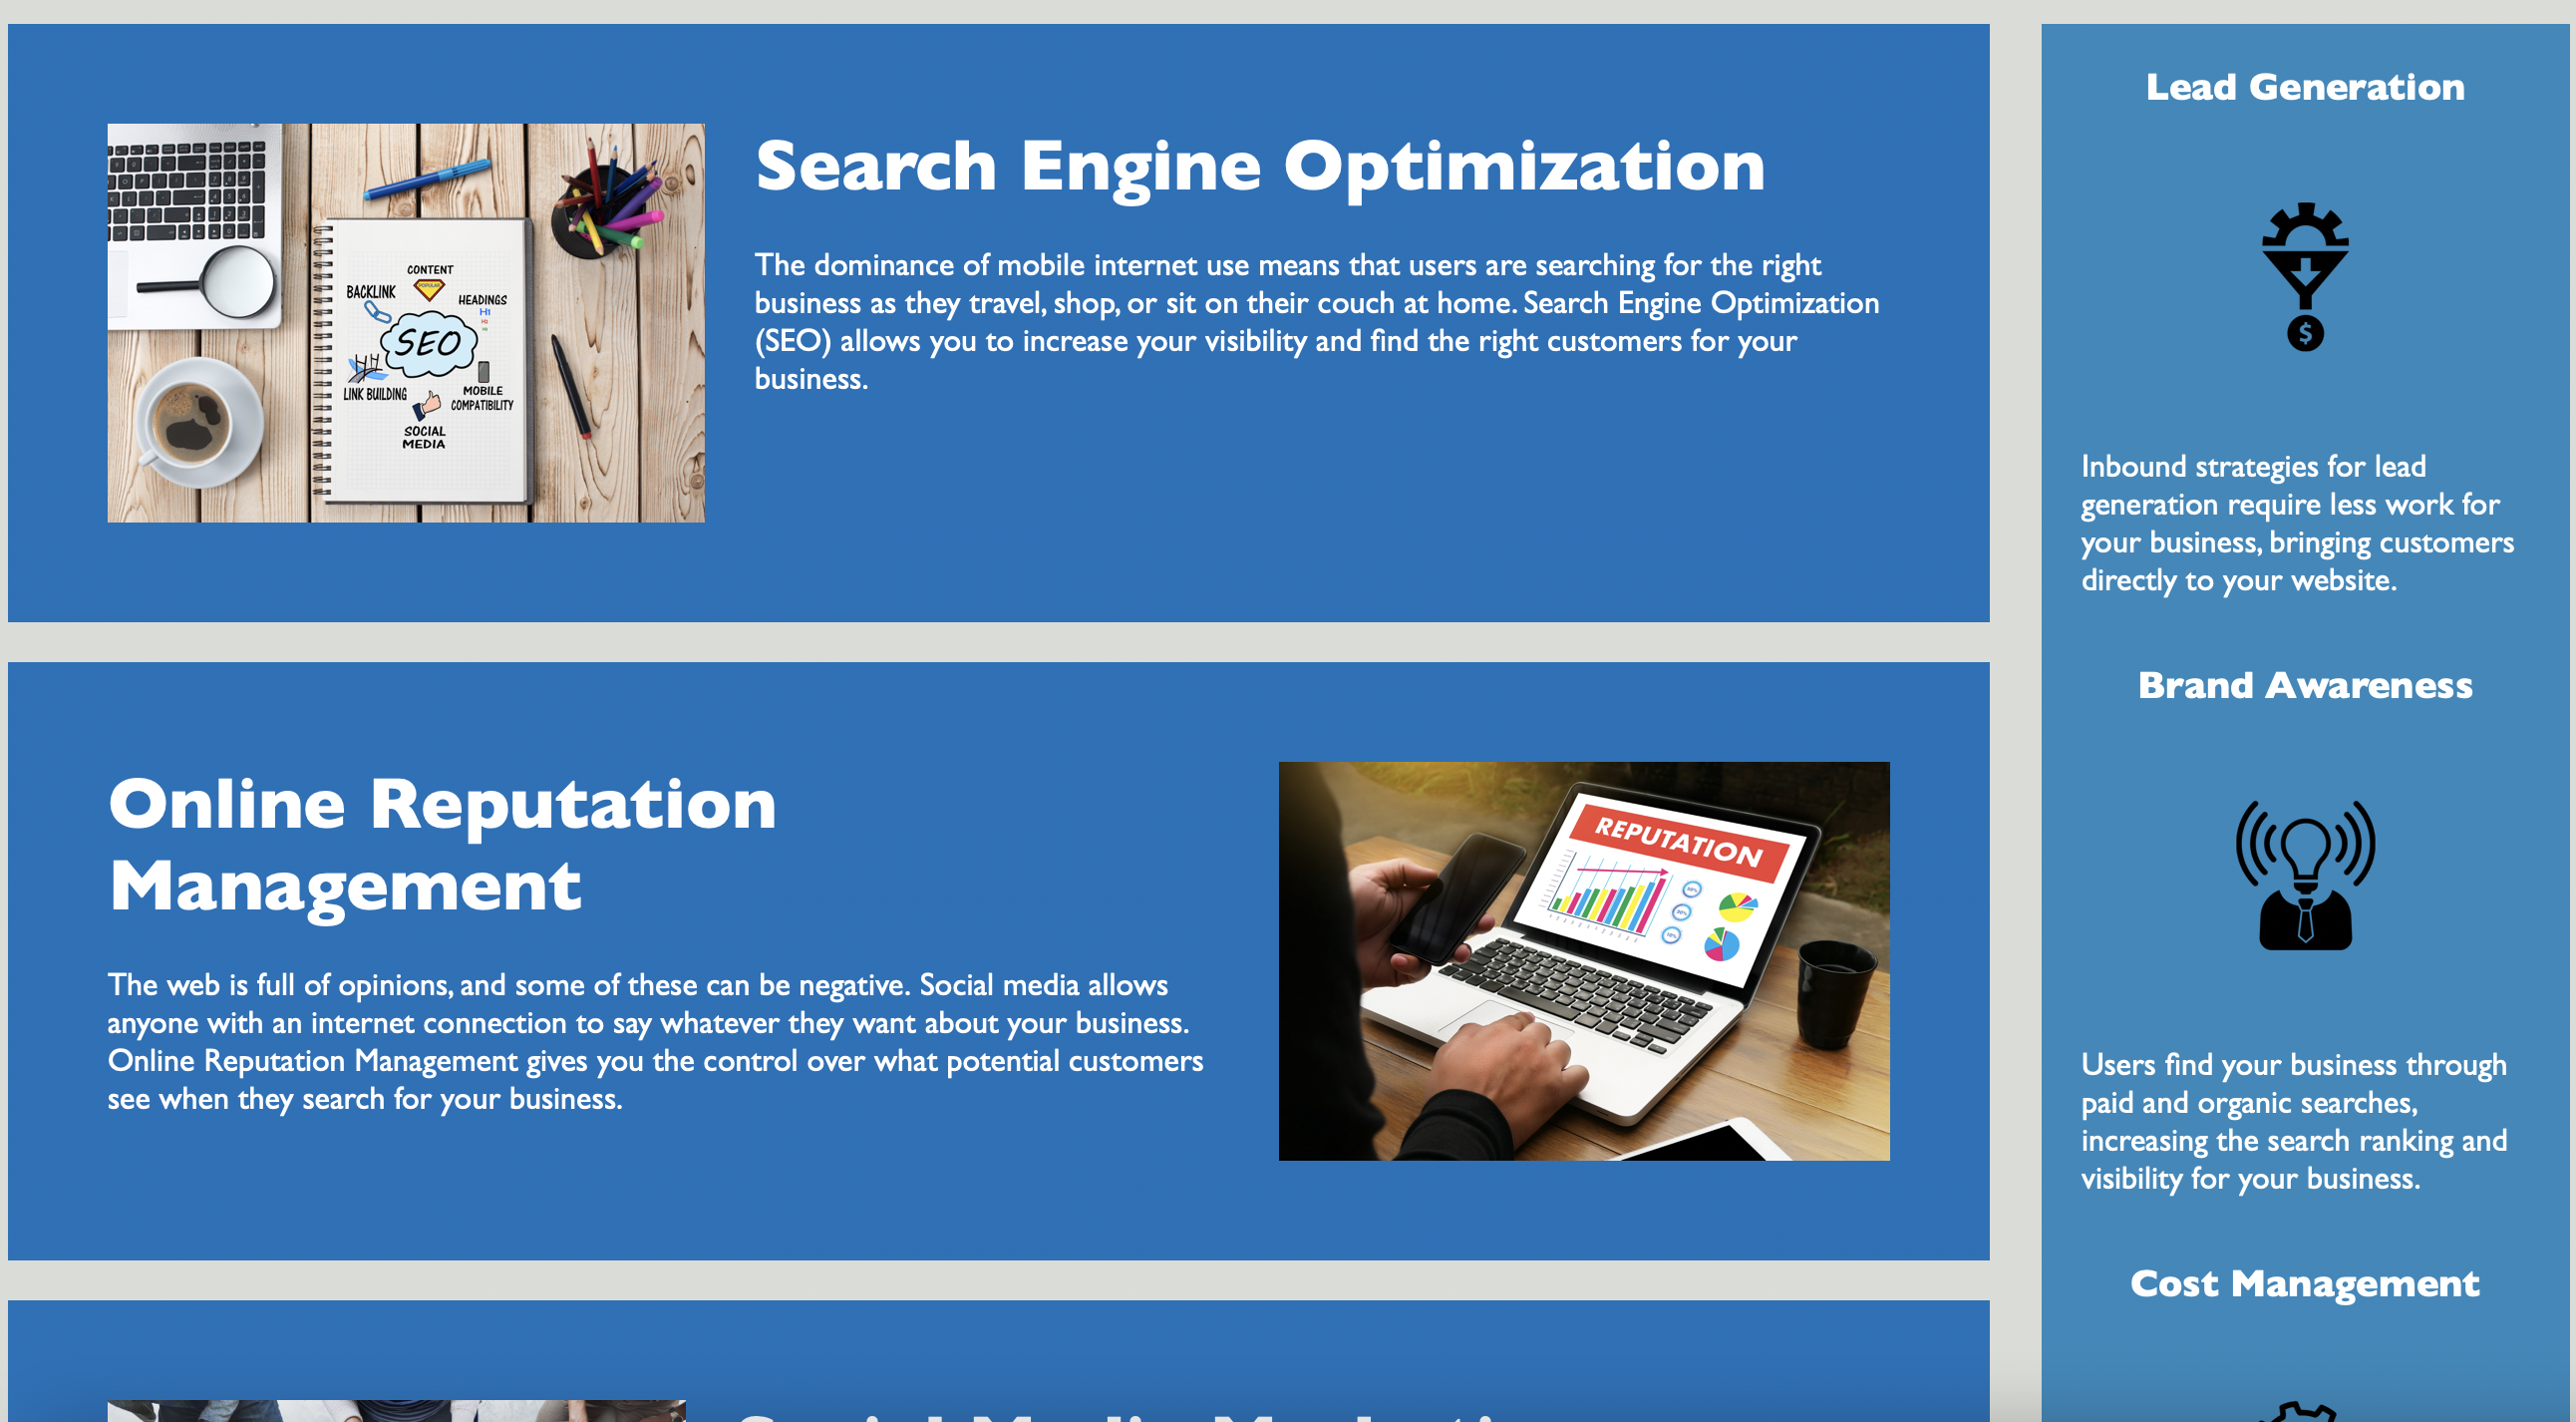 Search Engine Optimization
The dominance of mobile internet use means that users are searching for the right
business as they travel, shop, or sit on their couch at home. Search Engine Optimization
(SEO) allows you to increase your visibility and find the right customers for your
business.
CONTENT
POPULAR
BACKLINK
HEADINGS
H1
SEO
LINK BUILDING
MOBILE
COMPATIBILITY
SOCIAL
MEDIA
Online Reputation
Management
The web is full of opinions, and some of these can be negative. Social media allows
anyone with an internet connection to say whatever they want about your business.
Online Reputation Management gives you the control over what potential customers
see when they search for your business.
REPUTATION
Lead Generation
$
Inbound strategies for lead
generation require less work for
your business, bringing customers
directly to your website.
Brand Awareness
Users find your business through
paid and organic searches,
increasing the search ranking and
visibility for your business.
Cost Management